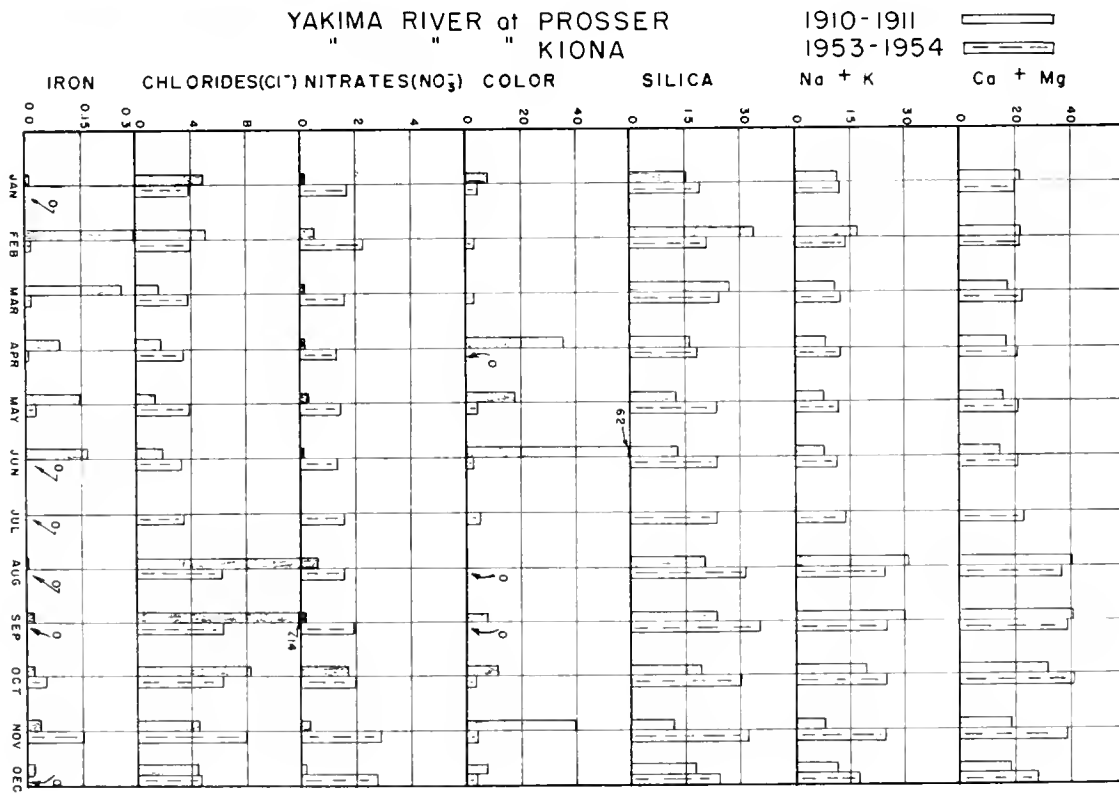 YAKIMA RIVER at PROSSER
" " " KIONA
1910-1911
1953-1954
IRON CHLORIDES(Cl⁻) NITRATES(NO₃⁻) COLOR SILICA Na + K Ca + Mg
0 0.15 0.3 0 4 8 0 2 4 0 20 40 0 15 30 0 15 30 0 20 40
JAN 0
FEB
MAR
APR 0
MAY
JUN 0 62
JUL 0
AUG 0 0
SEP 0 0
OCT
NOV
DEC 0